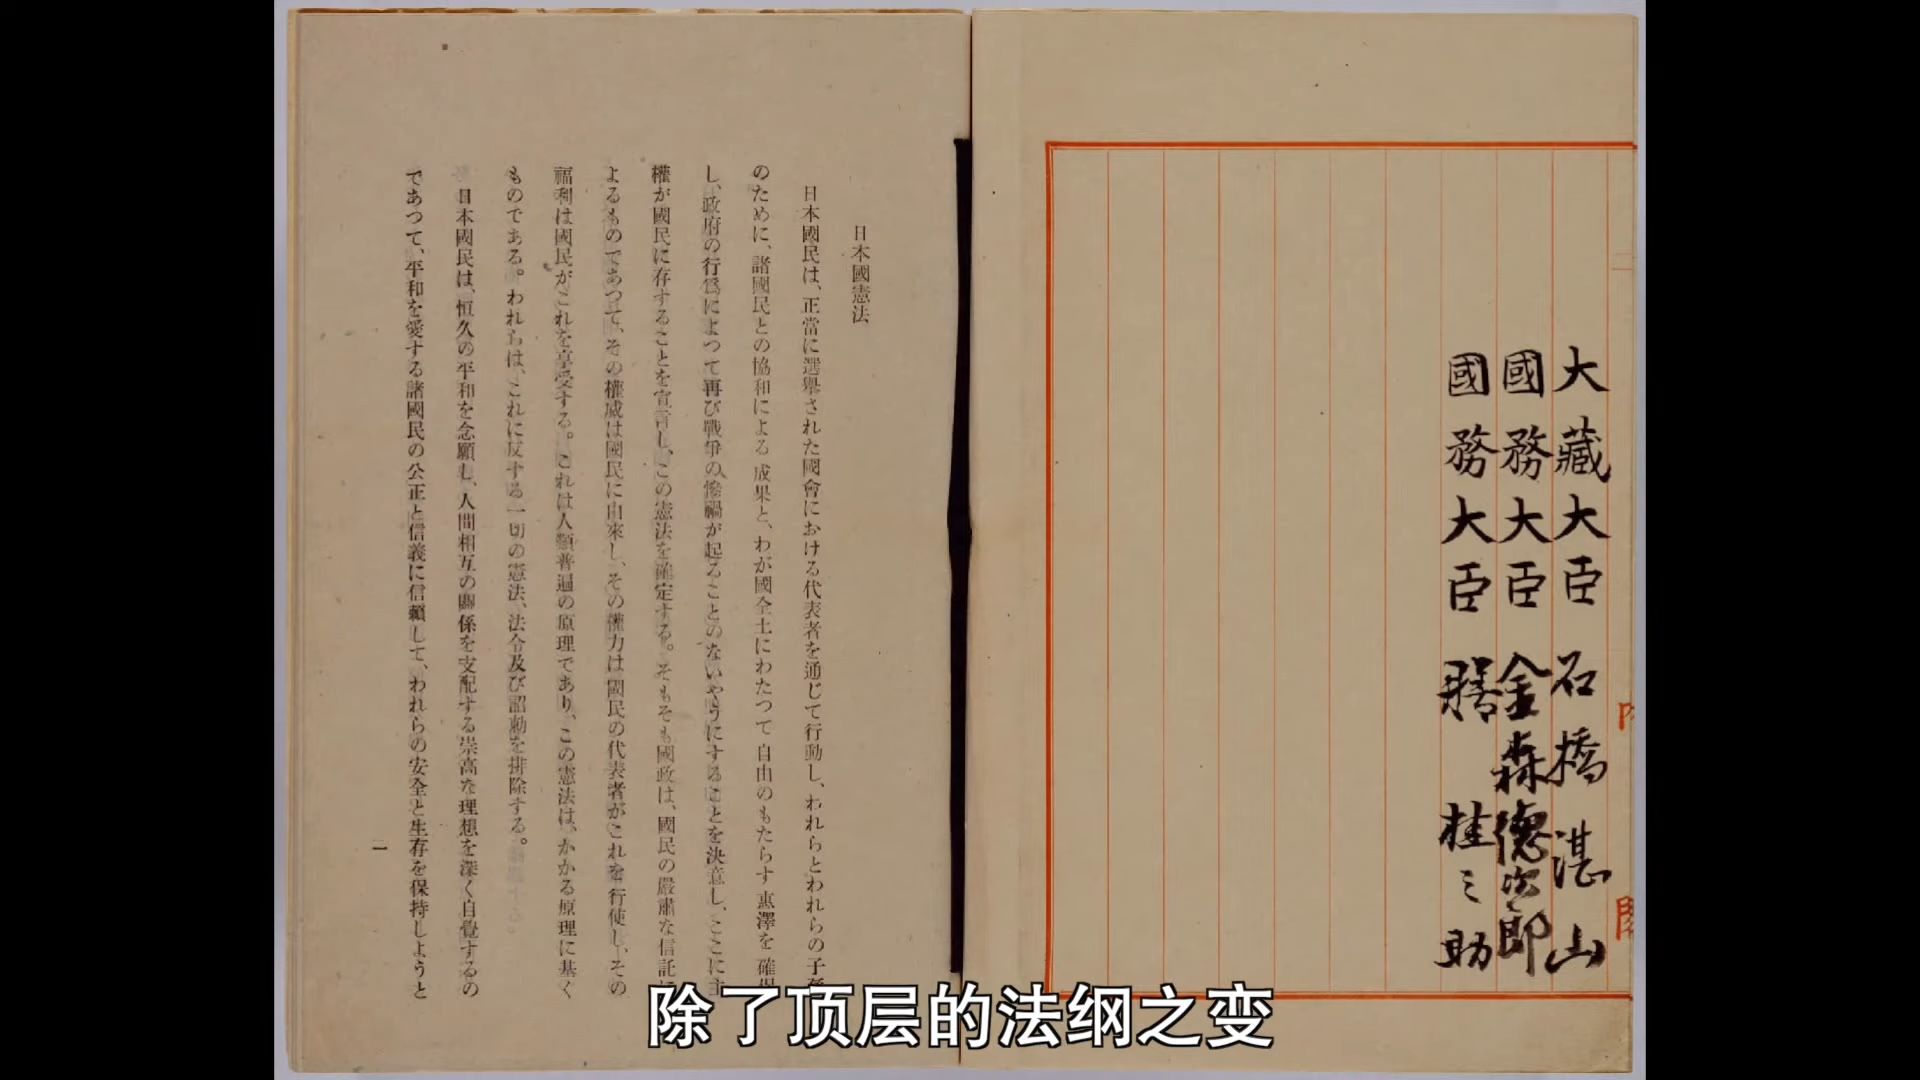 大藏大臣 石橋湛山
國務大臣 金森德次郎
國務大臣 膳 桂之助
日本國憲法
日本國民は、正當に選擧された國會における代表者を通じて行動し、われらとわれらの子孫
のために、諸國民との協和による成果と、わが國全土にわたつて自由のもたらす惠澤を確保
し、政府の行爲によつて再び戰爭の慘禍が起ることのないやうにすることを決意し、ここに主
權が國民に存することを宣言し、この憲法を確定する。そもそも國政は、國民の嚴肅な信託に
よるものであつて、その權威は國民に由來し、その權力は國民の代表者がこれを行使し、その
福利は國民がこれを享受する。これは人類普遍の原理であり、この憲法は、かかる原理に基く
ものである。われらは、これに反する一切の憲法、法令及び詔勅を排除する。
日本國民は、恒久の平和を念願し、人間相互の關係を支配する崇高な理想を深く自覺するの
であつて、平和を愛する諸國民の公正と信義に信賴して、われらの安全と生存を保持しようと
一
除了顶层的法纲之变